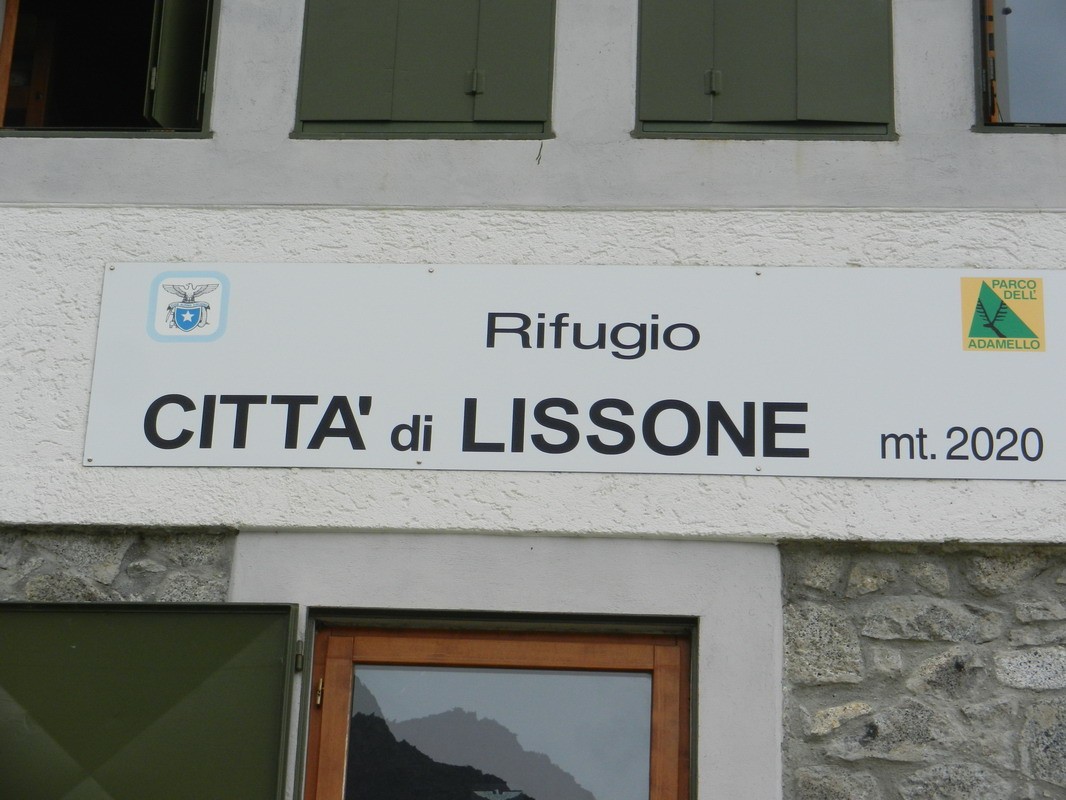 Rifugio
CITTA' di LISSONE mt. 2020
PARCO
DELL'
ADAMELLO